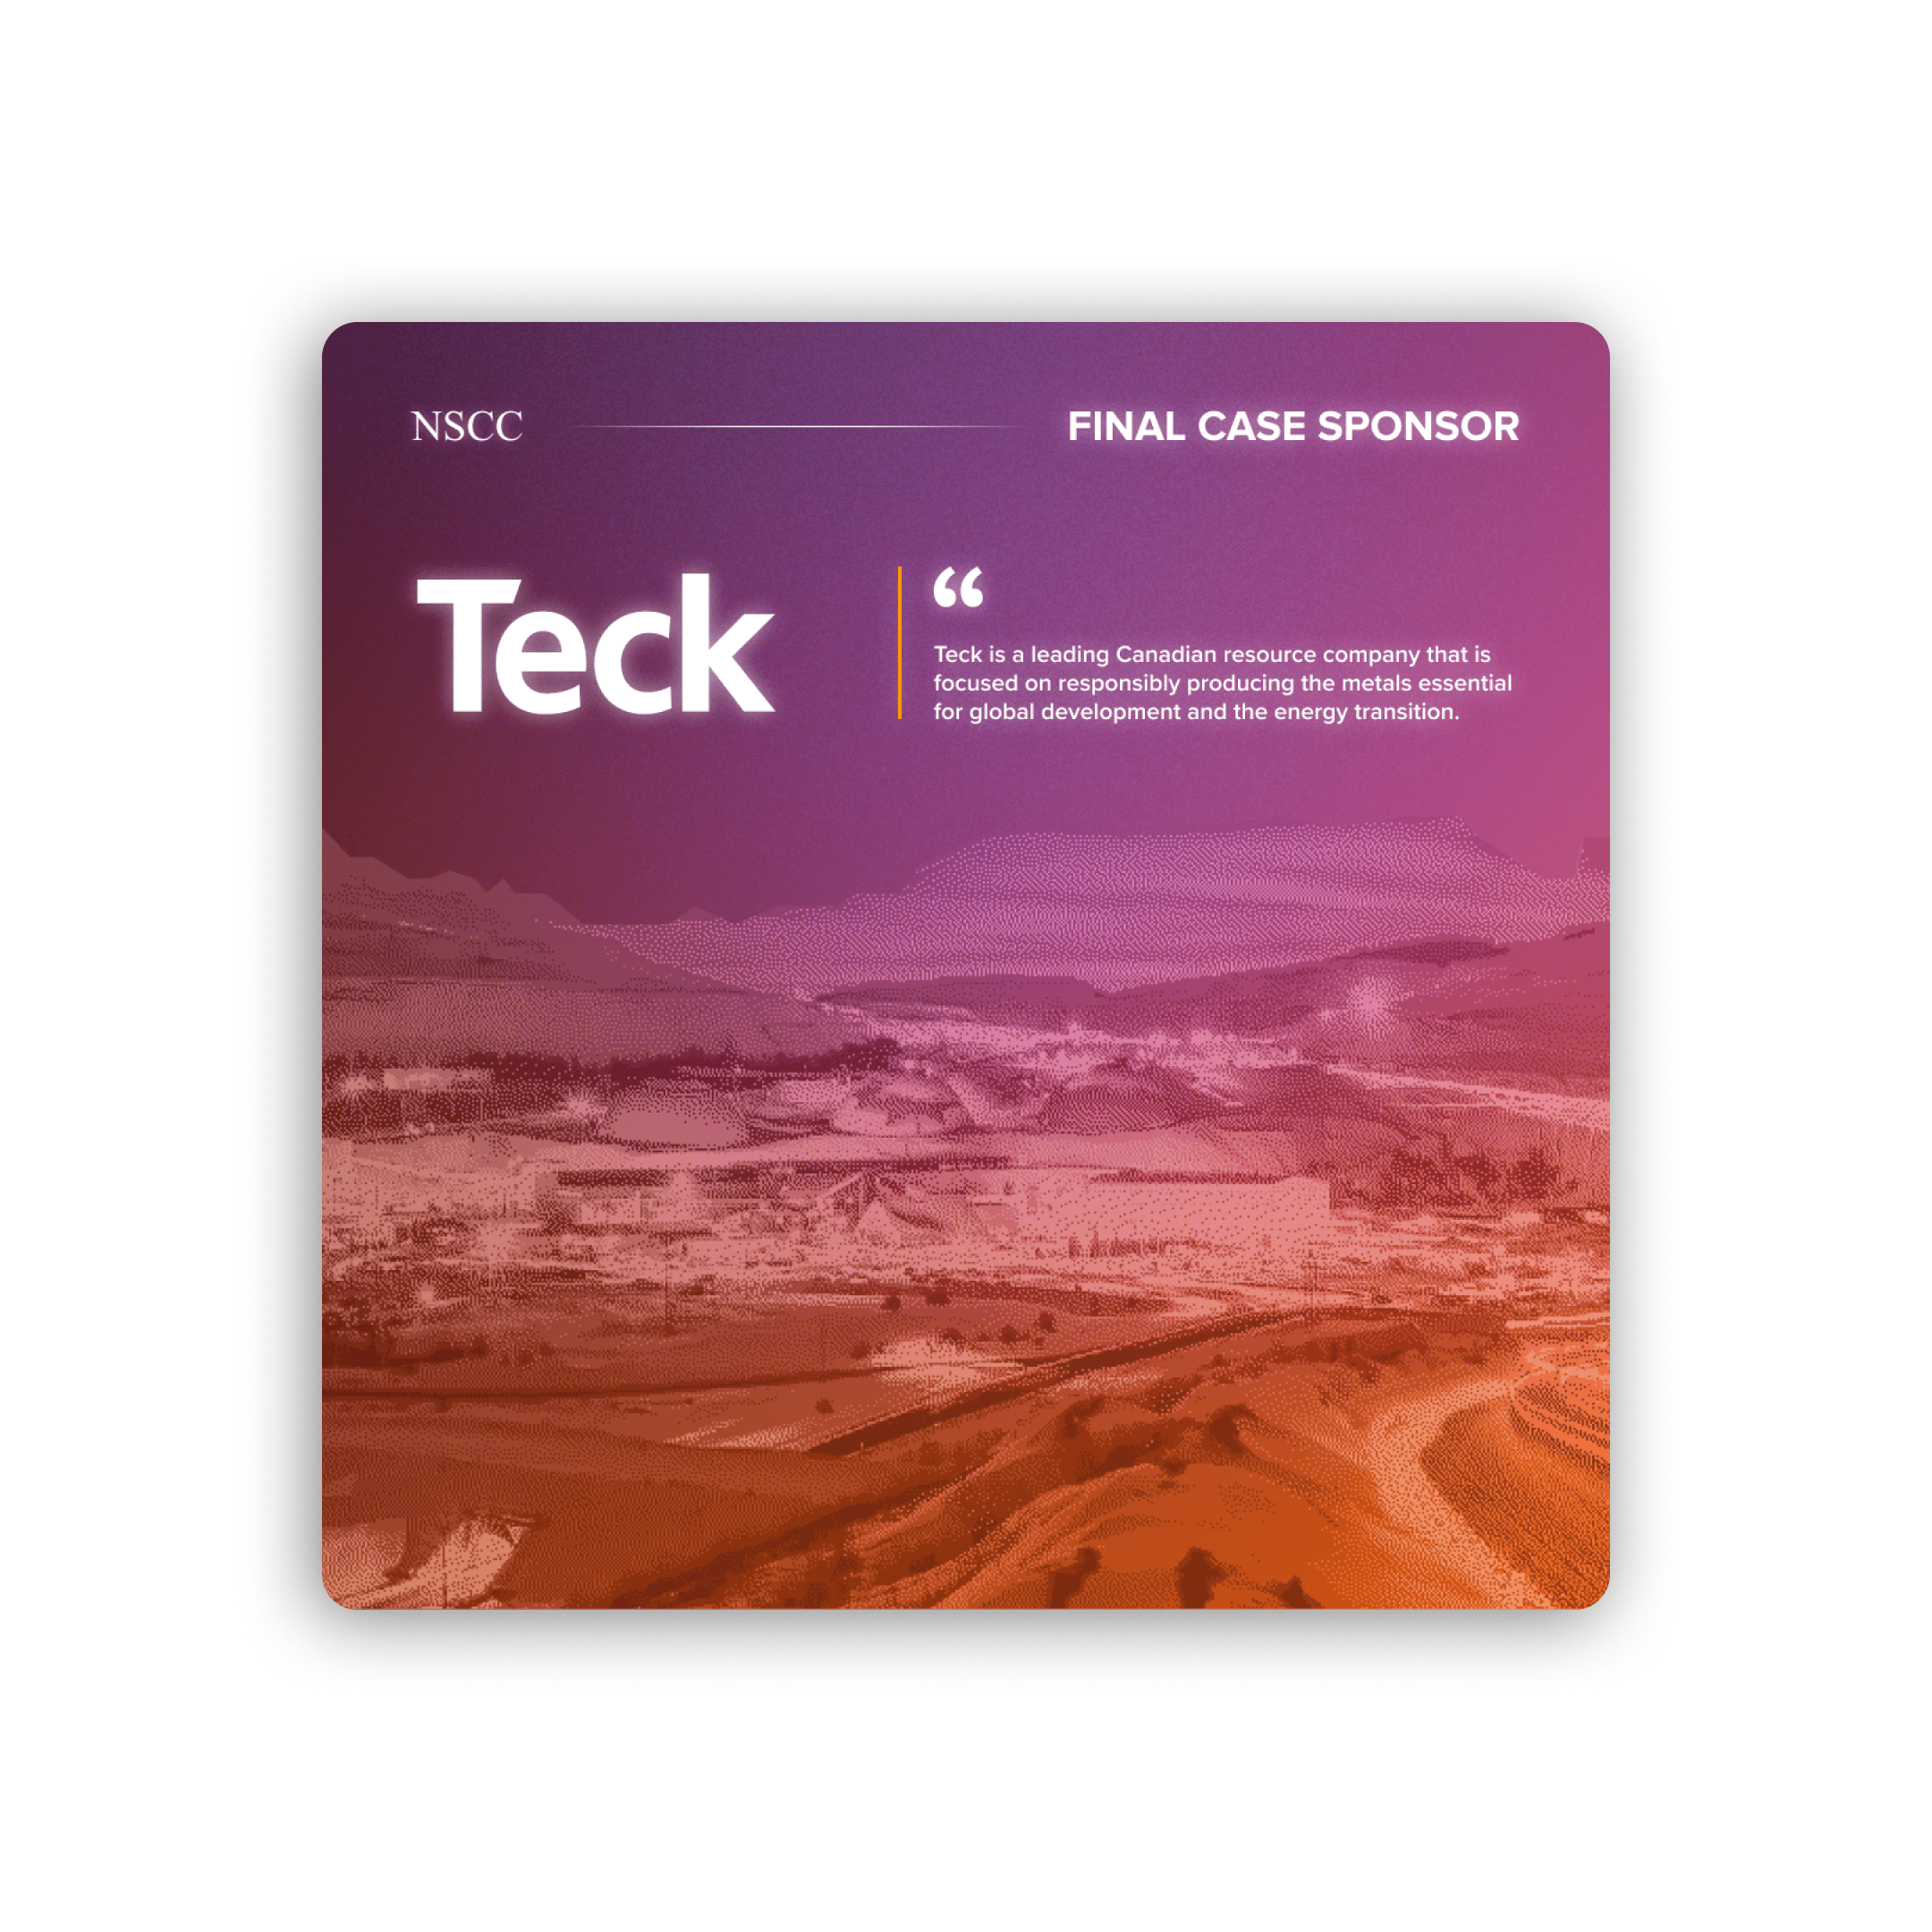 NSCC
FINAL CASE SPONSOR
Teck
“
Teck is a leading Canadian resource company that is
focused on responsibly producing the metals essential
for global development and the energy transition.